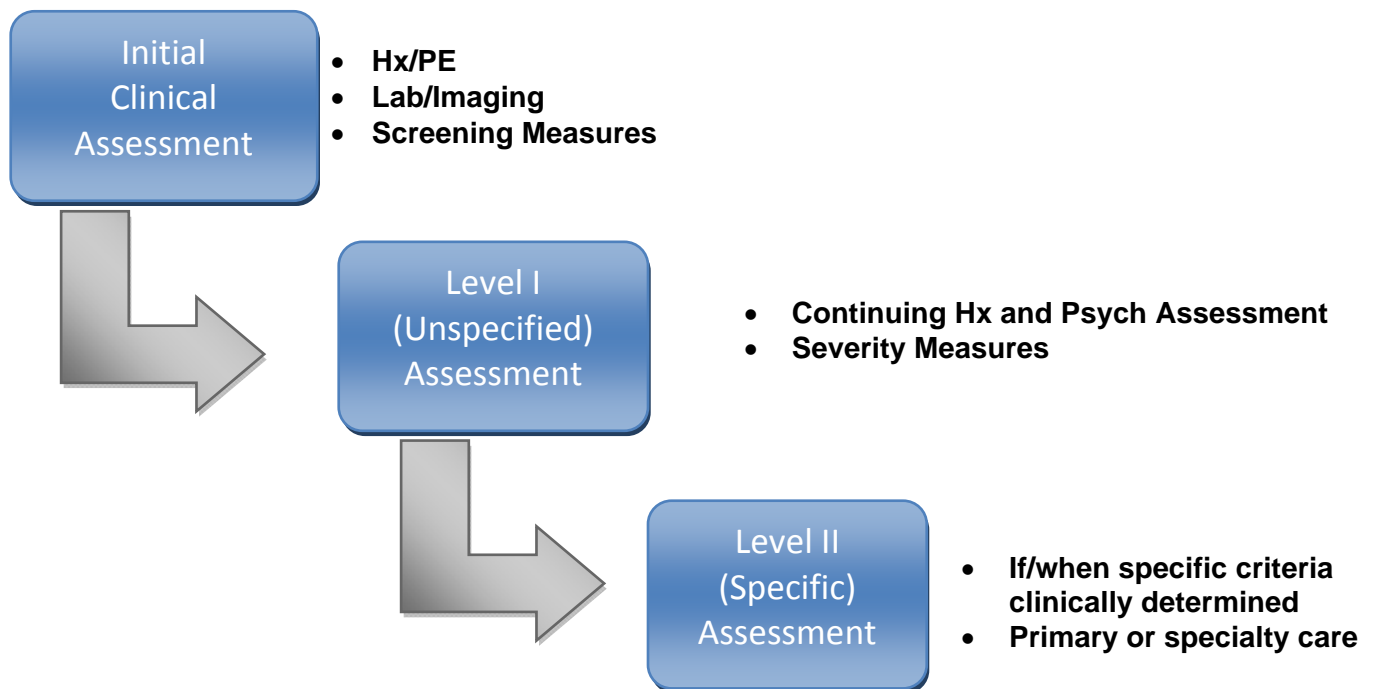 Initial
Clinical
Assessment
• Hx/PE
• Lab/Imaging
• Screening Measures
Level I
(Unspecified)
Assessment
• Continuing Hx and Psych Assessment
• Severity Measures
Level II
(Specific)
Assessment
• If/when specific criteria
clinically determined
• Primary or specialty care